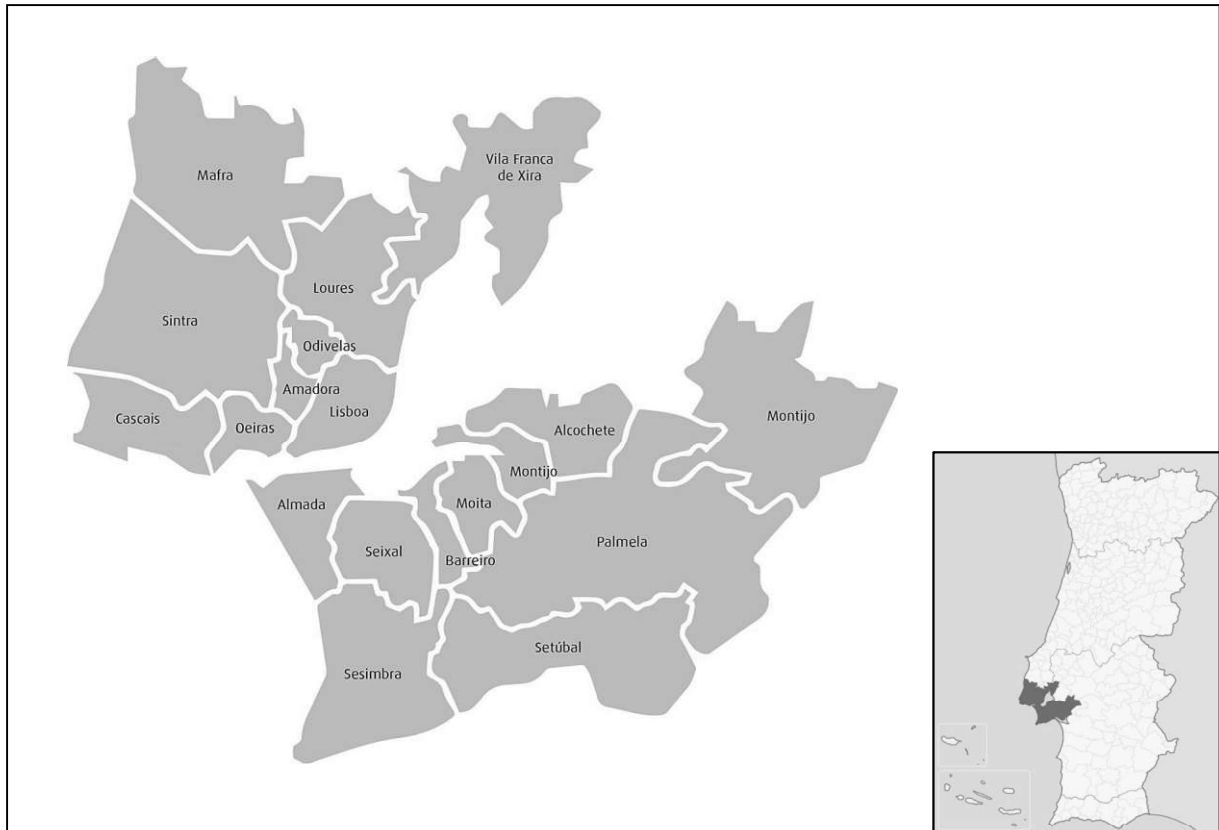 Mafra
Vila Franca
de Xira
Loures
Sintra
Odivelas
Amadora
Lisboa
Cascais
Oeiras
Alcochete
Montijo
Montijo
Almada
Moita
Seixal
Barreiro
Palmela
Setúbal
Sesimbra